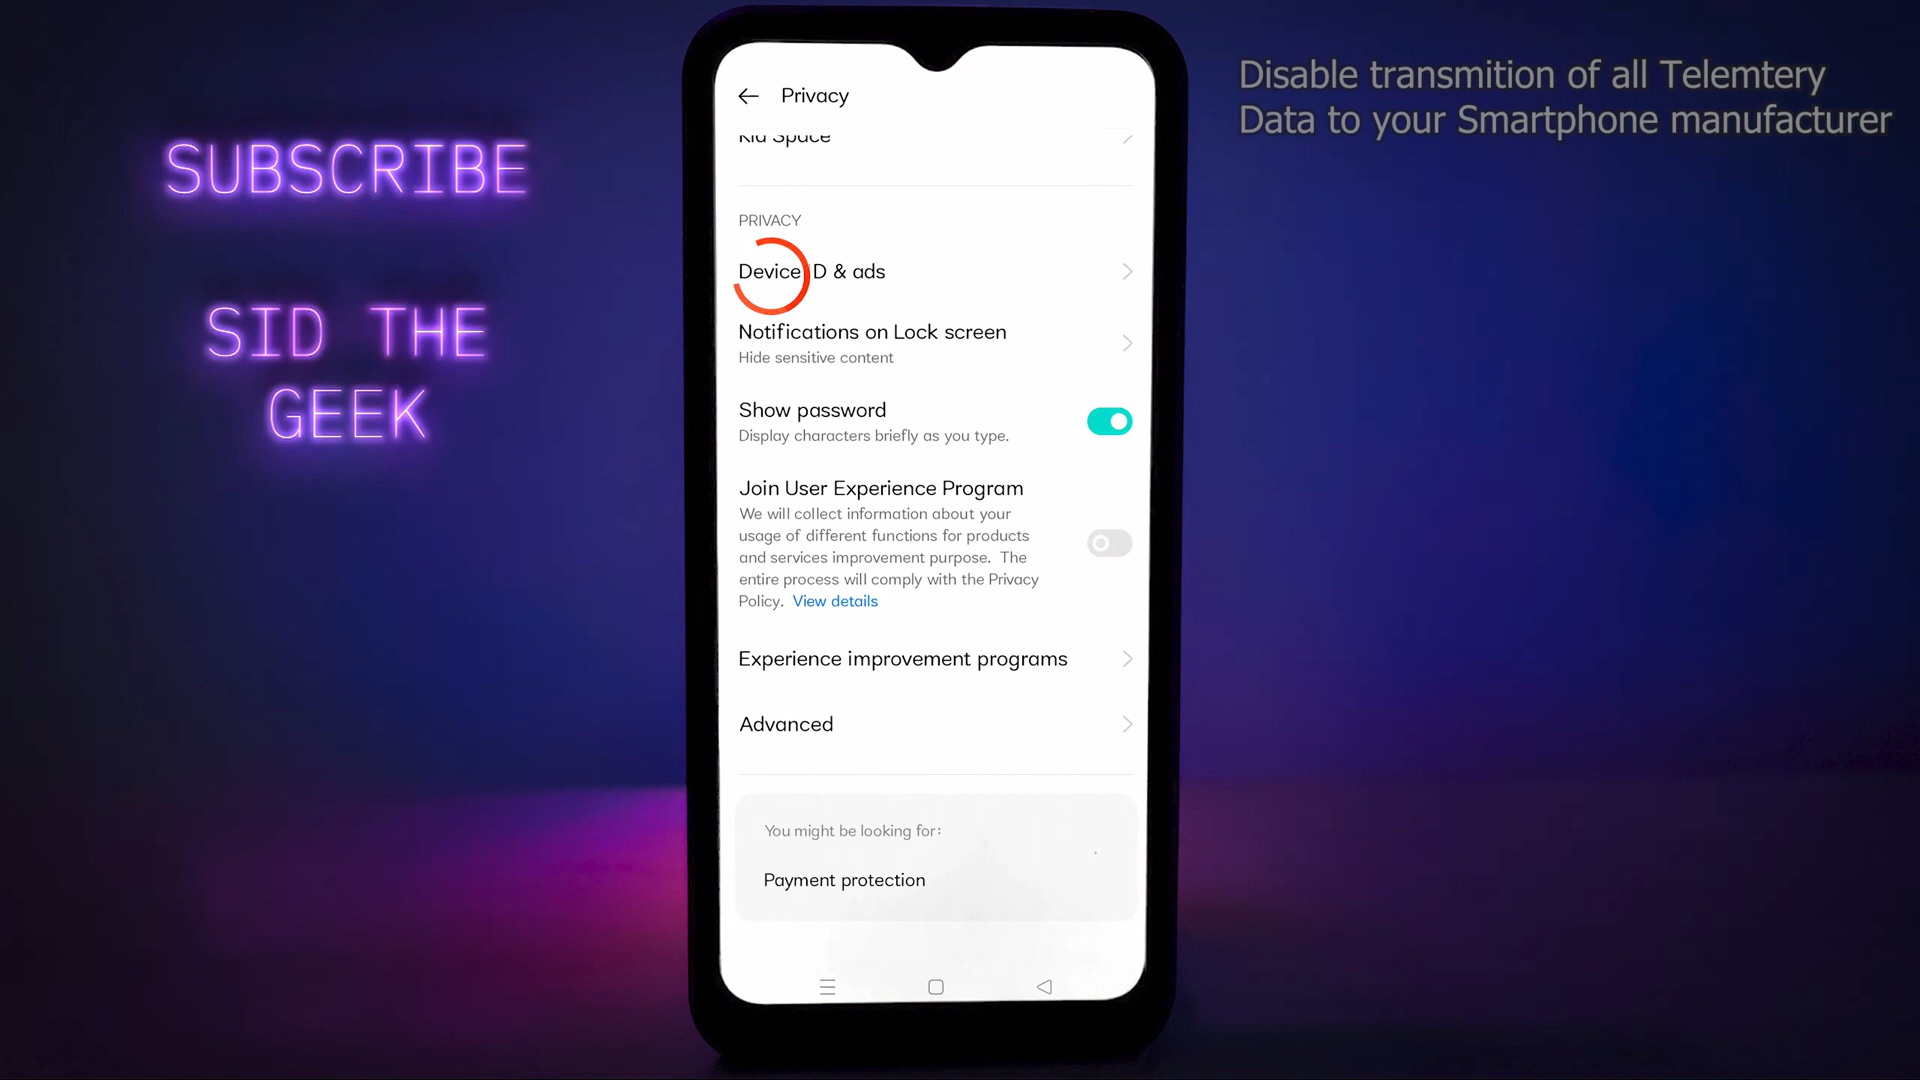 SUBSCRIBE
SID THE
GEEK
Disable transmition of all Telemtery
Data to your Smartphone manufacturer
Privacy
Kid Space
PRIVACY
Device ID & ads
Notifications on Lock screen
Hide sensitive content
Show password
Display characters briefly as you type.
Join User Experience Program
We will collect information about your
usage of different functions for products
and services improvement purpose. The
entire process will comply with the Privacy
Policy. View details
Experience improvement programs
Advanced
You might be looking for:
Payment protection